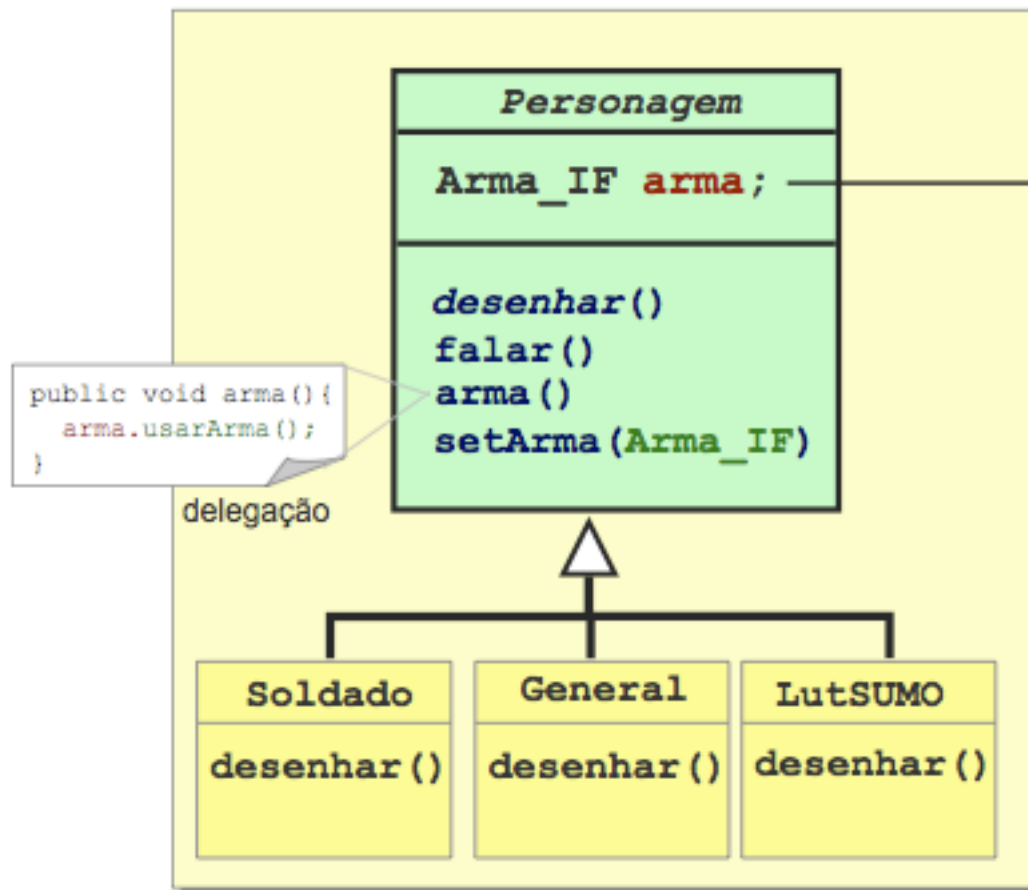 Personagem
Arma_IF arma;
desenhar()
falar()
arma()
setArma(Arma_IF)
public void arma(){
arma.usarArma();
}
delegação
Soldado
desenhar()
General
desenhar()
LutSUMO
desenhar()